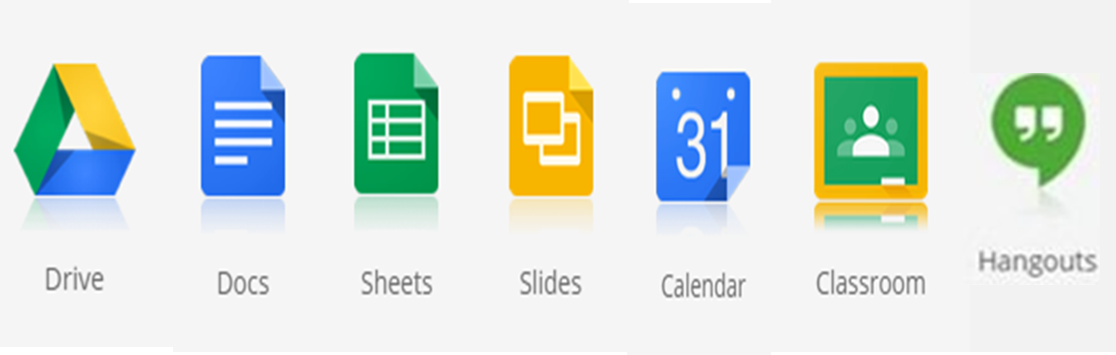 31
Drive
Docs
Sheets
Slides
Calendar
Classroom
Hangouts